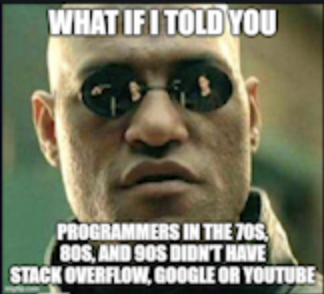 WHAT IF I TOLD YOU
PROGRAMMERS IN THE 70S,
80S, AND 90S DIDN'T HAVE
STACK OVERFLOW, GOOGLE OR YOUTUBE